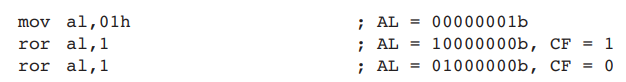 mov al,01h ; AL = 00000001b
ror al,1 ; AL = 10000000b, CF = 1
ror al,1 ; AL = 01000000b, CF = 0